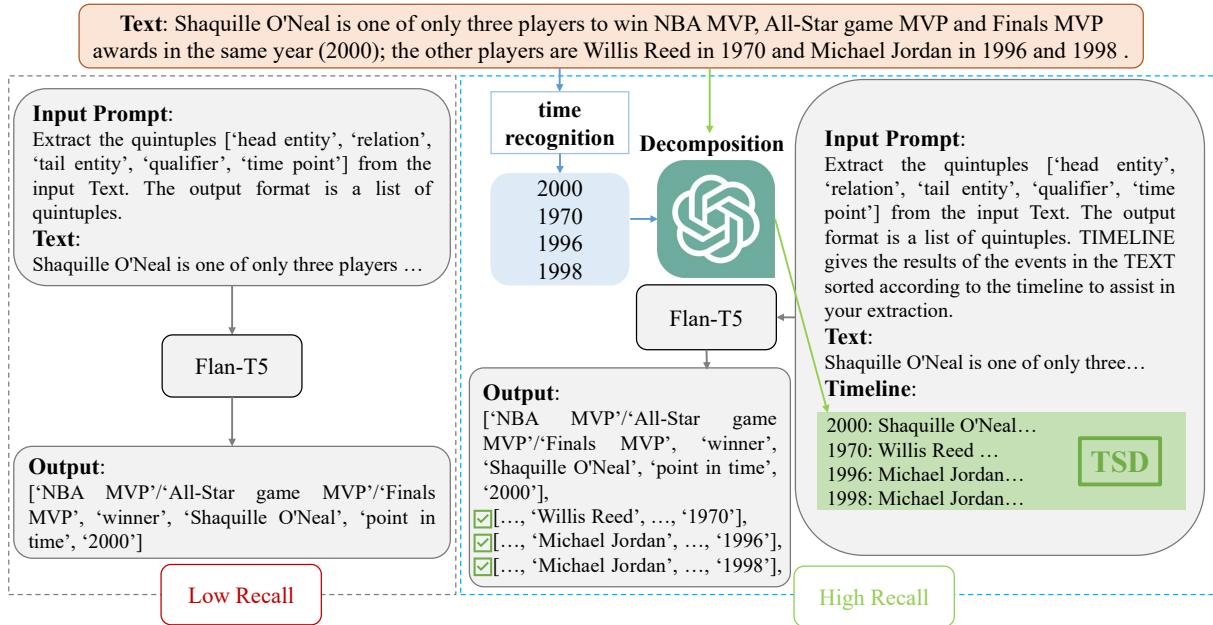 Text: Shaquille O'Neal is one of only three players to win NBA MVP, All-Star game MVP and Finals MVP
awards in the same year (2000); the other players are Willis Reed in 1970 and Michael Jordan in 1996 and 1998 .
Input Prompt:
Extract the quintuples [‘head entity’, ‘relation’,
‘tail entity’, ‘qualifier’, ‘time point’] from the
input Text. The output format is a list of
quintuples.
Text:
Shaquille O'Neal is one of only three players …
Flan-T5
Output:
[‘NBA MVP’/‘All-Star game MVP’/‘Finals
MVP’, ‘winner’, ‘Shaquille O'Neal’, ‘point in
time’, ‘2000’]
Low Recall
time
recognition
2000
1970
1996
1998
Decomposition
Flan-T5
Output:
[‘NBA MVP’/‘All-Star game
MVP’/‘Finals MVP’, ‘winner’,
‘Shaquille O'Neal’, ‘point in time’,
‘2000’],
[…, ‘Willis Reed’, …, ‘1970’],
[…, ‘Michael Jordan’, …, ‘1996’],
[…, ‘Michael Jordan’, …, ‘1998’],
Input Prompt:
Extract the quintuples [‘head entity’,
‘relation’, ‘tail entity’, ‘qualifier’, ‘time
point’] from the input Text. The output
format is a list of quintuples. TIMELINE
gives the results of the events in the TEXT
sorted according to the timeline to assist in
your extraction.
Text:
Shaquille O'Neal is one of only three…
Timeline:
2000: Shaquille O'Neal…
1970: Willis Reed …
1996: Michael Jordan…
1998: Michael Jordan…
TSD
High Recall